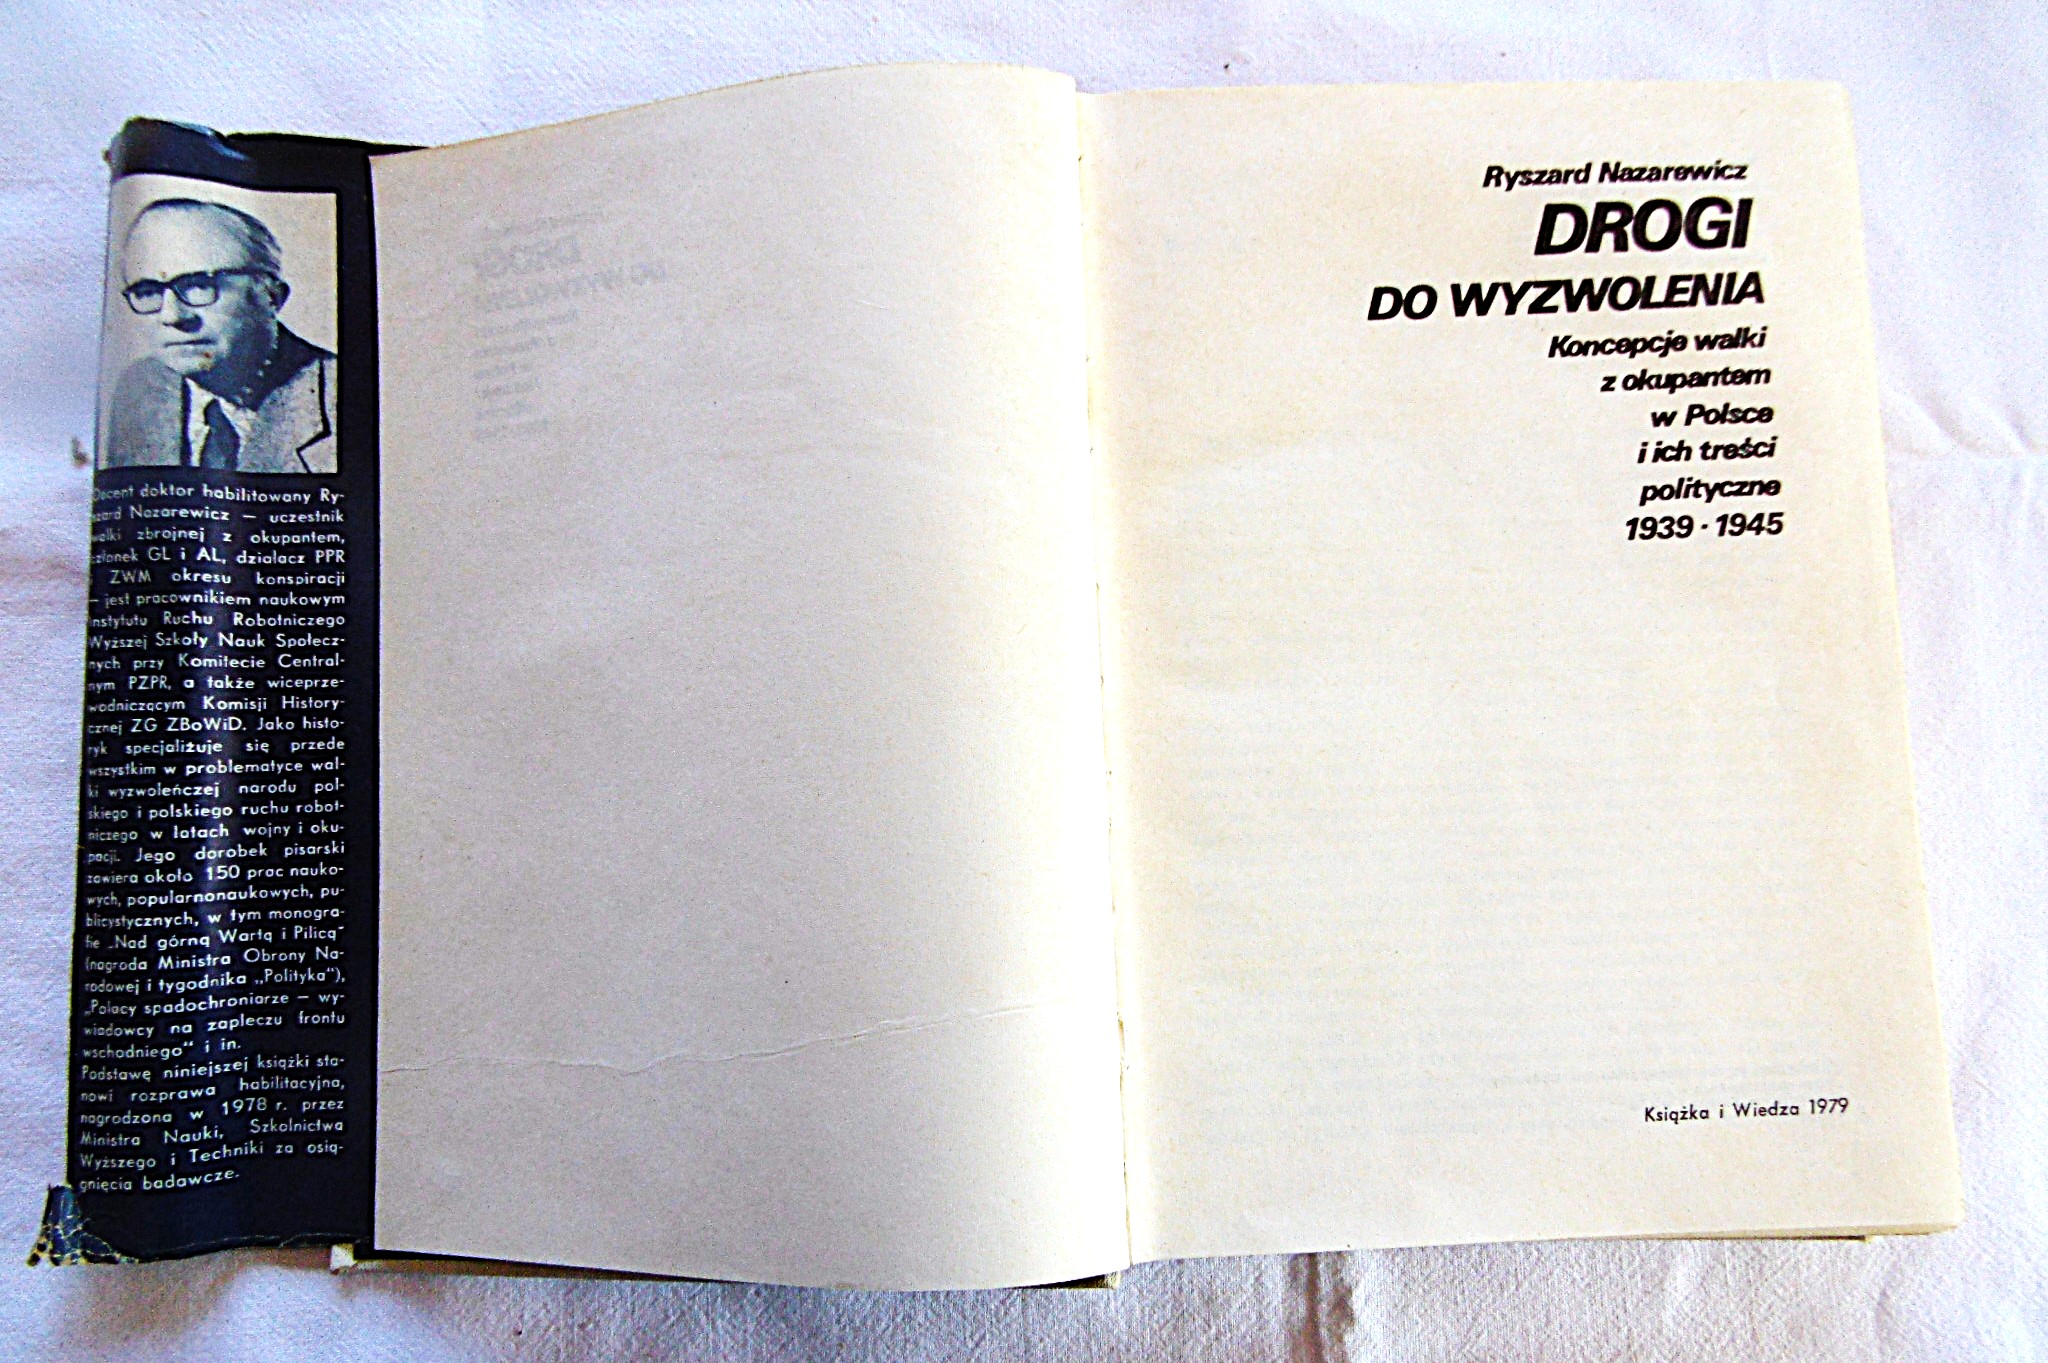 Docent doktor habilitowany Ry-
szard Nazarewicz — uczestnik
walki zbrojnej z okupantem,
członek GL i AL, działacz PPR
i ZWM okresu konspiracji
— jest pracownikiem naukowym
Instytutu Ruchu Robotniczego
Wyższej Szkoły Nauk Społecz-
nych przy Komitecie Central-
nym PZPR, a także wiceprze-
wodniczącym Komisji History-
cznej ZG ZBoWiD. Jako histo-
ryk specjalizuje się przede
wszystkim w problematyce wal-
ki wyzwoleńczej narodu pol-
skiego i polskiego ruchu robot-
niczego w latach wojny i oku-
pacji. Jego dorobek pisarski
zawiera około 150 prac nauko-
wych, popularnonaukowych, pu-
blicystycznych, w tym monogra-
fie „Nad górną Wartą i Pilicą"
(nagroda Ministra Obrony Na-
rodowej i tygodnika „Polityka"),
„Polacy spadochroniarze — wy-
wiadowcy na zapleczu frontu
wschodniego" i in.
Podstawę niniejszej książki sta-
nowi rozprawa habilitacyjna,
nagrodzona w 1978 r. przez
Ministra Nauki, Szkolnictwa
Wyższego i Techniki za osią-
gnięcia badawcze.
Ryszard Nazarewicz
DROGI
DO WYZWOLENIA
Koncepcje walki
z okupantem
w Polsce
i ich treści
polityczne
1939 · 1945
Książka i Wiedza 1979